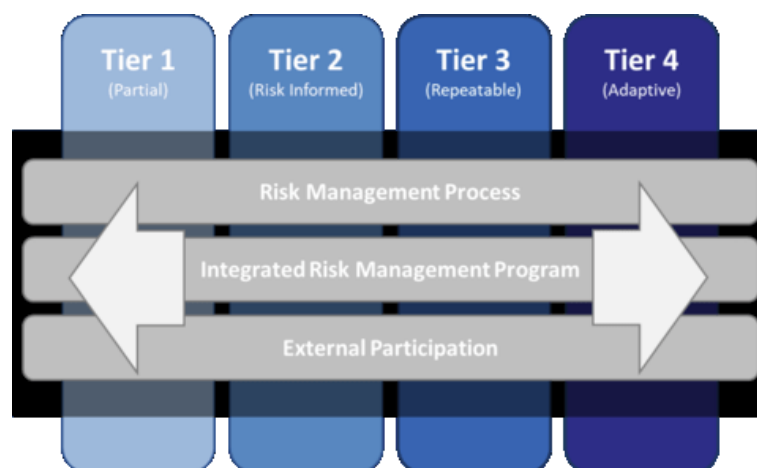 Tier 1
(Partial)
Tier 2
(Risk Informed)
Tier 3
(Repeatable)
Tier 4
(Adaptive)
Risk Management Process
Integrated Risk Management Program
External Participation